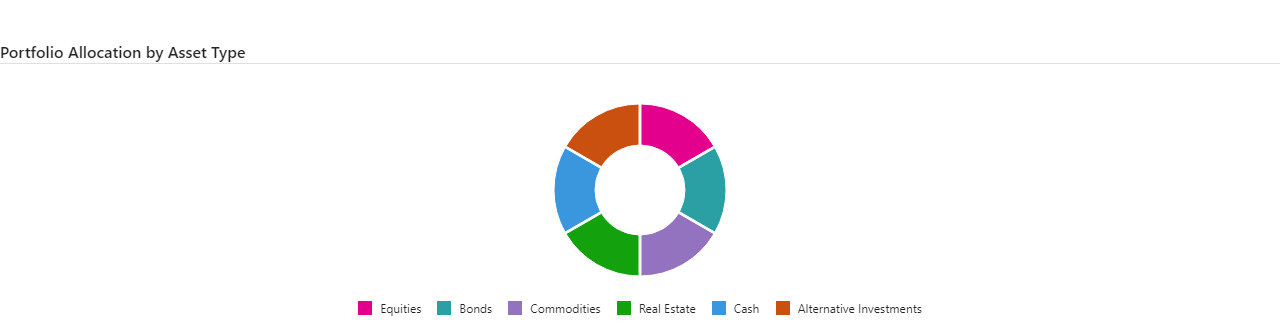 Portfolio Allocation by Asset Type
Equities Bonds Commodities Real Estate Cash Alternative Investments